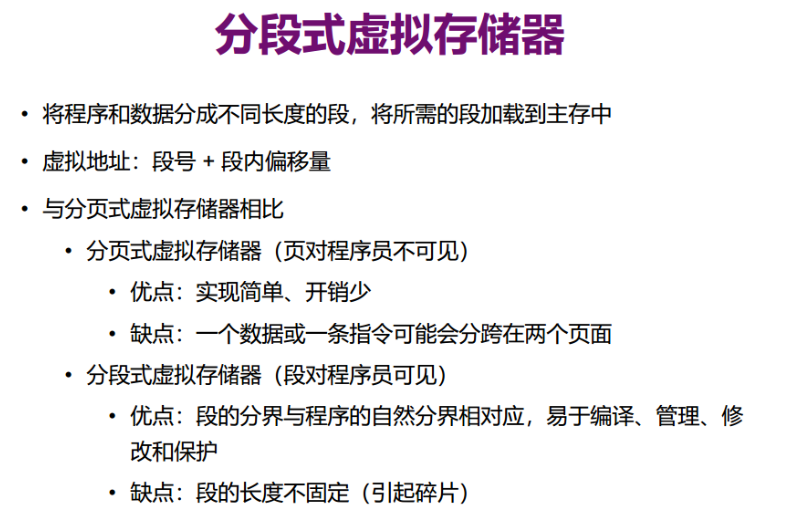 分段式虚拟存储器
• 将程序和数据分成不同长度的段，将所需的段加载到主存中
• 虚拟地址：段号 + 段内偏移量
• 与分页式虚拟存储器相比
• 分页式虚拟存储器（页对程序员不可见）
• 优点：实现简单、开销少
• 缺点：一个数据或一条指令可能会分跨在两个页面
• 分段式虚拟存储器（段对程序员可见）
• 优点：段的分界与程序的自然分界相对应，易于编译、管理、修
改和保护
• 缺点：段的长度不固定（引起碎片）